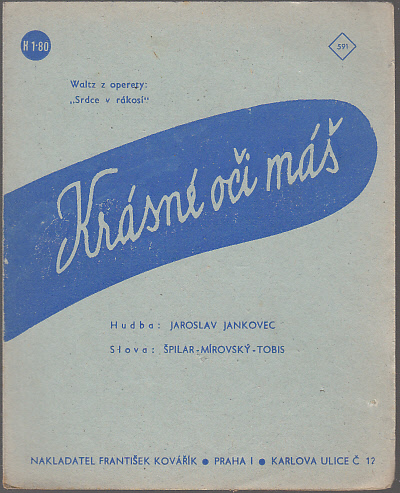 K 1·80
591
Waltz z operety:
„Srdce v rákosí"
Krásné oči máš
Hudba: JAROSLAV JANKOVEC
Slova: ŠPILAR-MÍROVSKÝ-TOBIS
NAKLADATEL FRANTIŠEK KOVÁŘÍK ● PRAHA I ● KARLOVA ULICE Č 12